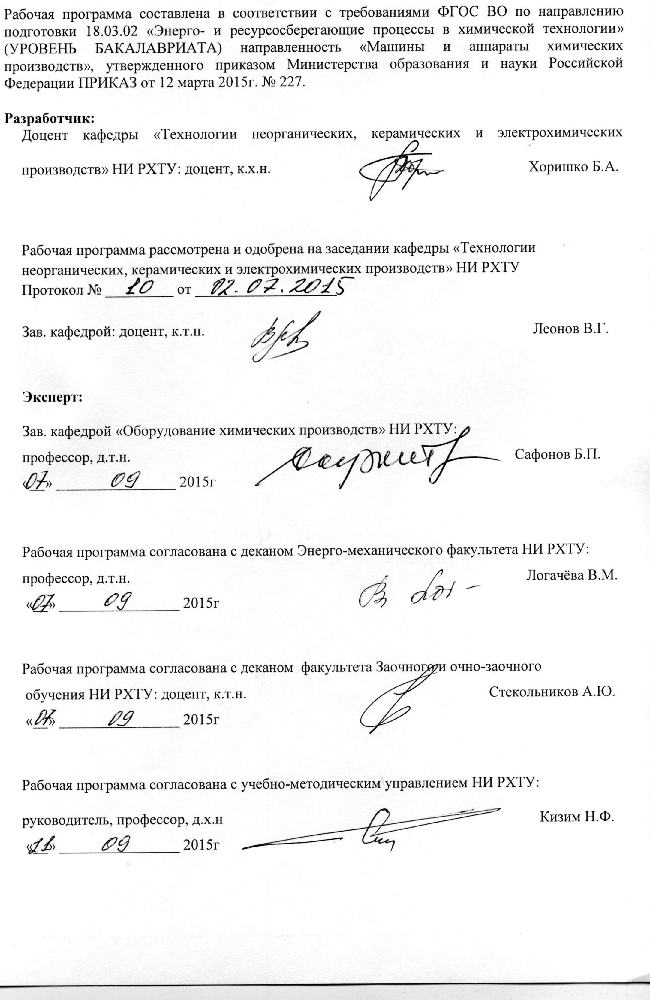 Рабочая программа составлена в соответствии с требованиями ФГОС ВО по направлению
подготовки 18.03.02 «Энерго- и ресурсосберегающие процессы в химической технологии»
(УРОВЕНЬ БАКАЛАВРИАТА) направленность «Машины и аппараты химических
производств», утвержденного приказом Министерства образования и науки Российской
Федерации ПРИКАЗ от 12 марта 2015г. № 227.
Разработчик:
Доцент кафедры «Технологии неорганических, керамических и электрохимических
производств» НИ РХТУ: доцент, к.х.н. Хоришко Б.А.
Рабочая программа рассмотрена и одобрена на заседании кафедры «Технологии
неорганических, керамических и электрохимических производств» НИ РХТУ
Протокол № 10 от 02.07.2015
Зав. кафедрой: доцент, к.т.н. Леонов В.Г.
Эксперт:
Зав. кафедрой «Оборудование химических производств» НИ РХТУ:
профессор, д.т.н. Сафонов Б.П.
«07» 09 2015г
Рабочая программа согласована с деканом Энерго-механического факультета НИ РХТУ:
профессор, д.т.н. Логачёва В.М.
«07» 09 2015г
Рабочая программа согласована с деканом факультета Заочного и очно-заочного
обучения НИ РХТУ: доцент, к.т.н. Стекольников А.Ю.
«07» 09 2015г
Рабочая программа согласована с учебно-методическим управлением НИ РХТУ:
руководитель, профессор, д.х.н Кизим Н.Ф.
«11» 09 2015г